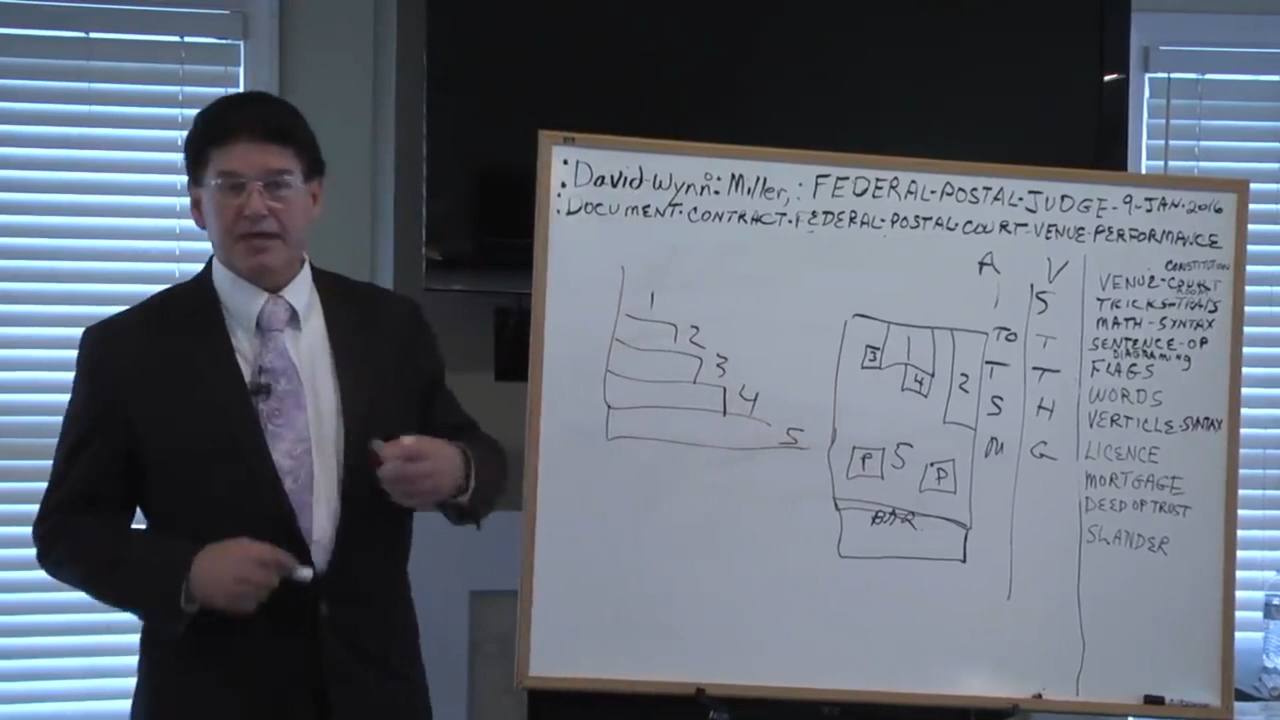 :David-Wynn: Miller,: FEDERAL-POSTAL-JUDGE-9-JAN-2016
:DOCUMENT-CONTRACT-FEDERAL-POSTAL-COURT-VENUE-PERFORMANCE
1
2
3
4
5
3
1
4
2
P
5
P
BAR
A
I
TO
T
S
M
V
S
T
T
H
G
CONSTITUTION
VENUE-COURT
ROOM
TRICKS-TRAPS
MATH-SYNTAX
SENTENCE-OP
DIAGRAMING
FLAGS
WORDS
VERTICLE-SYNTAX
LICENCE
MORTGAGE
DEED OP TRUST
SLANDER